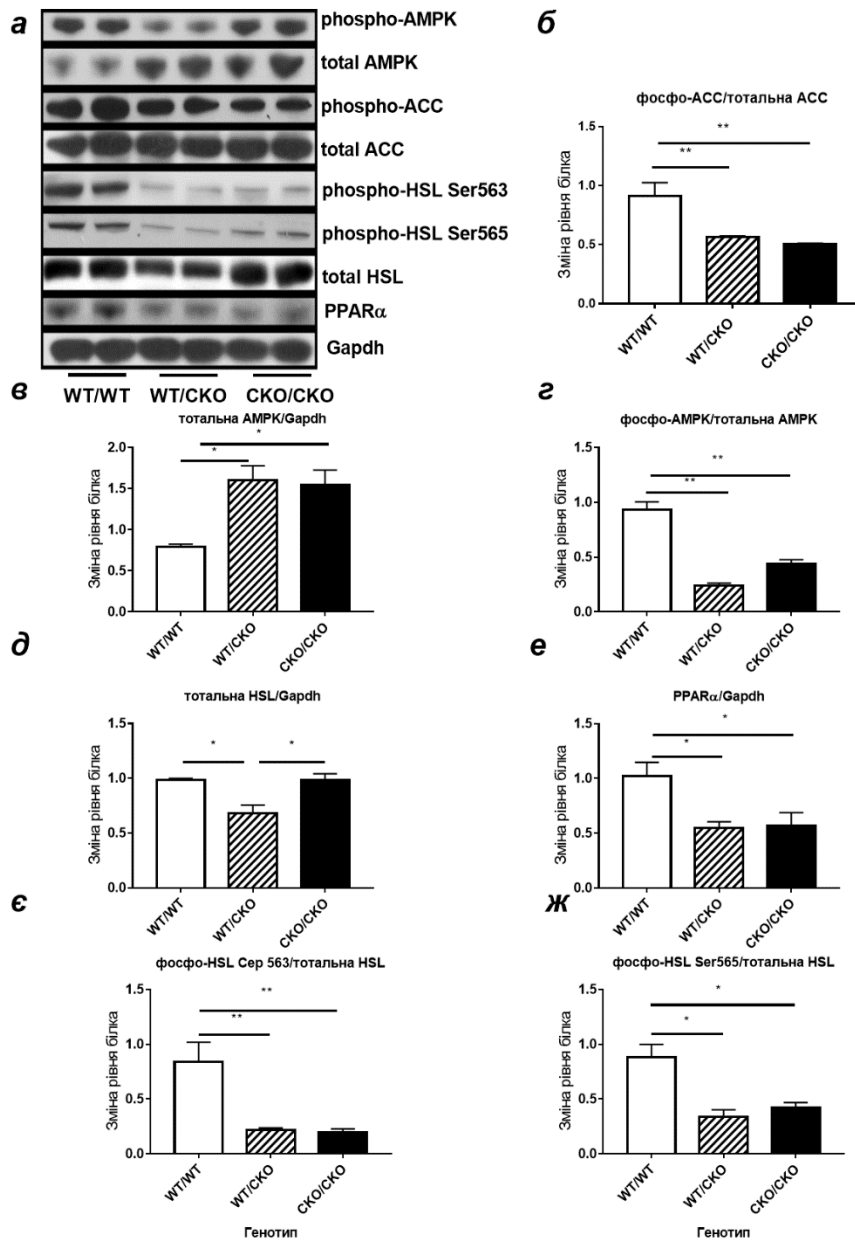 а
phospho-AMPK
total AMPK
phospho-ACC
total ACC
phospho-HSL Ser563
phospho-HSL Ser565
total HSL
PPARα
Gapdh
WT/WT WT/CKO CKO/CKO
б
фосфо-ACC/тотальна ACC
**
**
Зміна рівня білка
1.5
1.0
0.5
0.0
WT/WT
WT/CKO
CKO/CKO
в
тотальна AMPK/Gapdh
*
*
Зміна рівня білка
2.0
1.5
1.0
0.5
0.0
WT/WT
WT/CKO
CKO/CKO
г
фосфо-AMPK/тотальна AMPK
**
**
Зміна рівня білка
1.5
1.0
0.5
0.0
WT/WT
WT/CKO
CKO/CKO
д
тотальна HSL/Gapdh
* *
Зміна рівня білка
1.5
1.0
0.5
0.0
WT/WT
WT/CKO
CKO/CKO
е
PPARα/Gapdh
*
*
Зміна рівня білка
1.5
1.0
0.5
0.0
WT/WT
WT/CKO
CKO/CKO
є
фосфо-HSL Сер 563/тотальна HSL
**
**
Зміна рівня білка
1.5
1.0
0.5
0.0
WT/WT
WT/CKO
CKO/CKO
Генотип
ж
фосфо-HSL Ser565/тотальна HSL
*
*
Зміна рівня білка
1.5
1.0
0.5
0.0
WT/WT
WT/CKO
CKO/CKO
Генотип